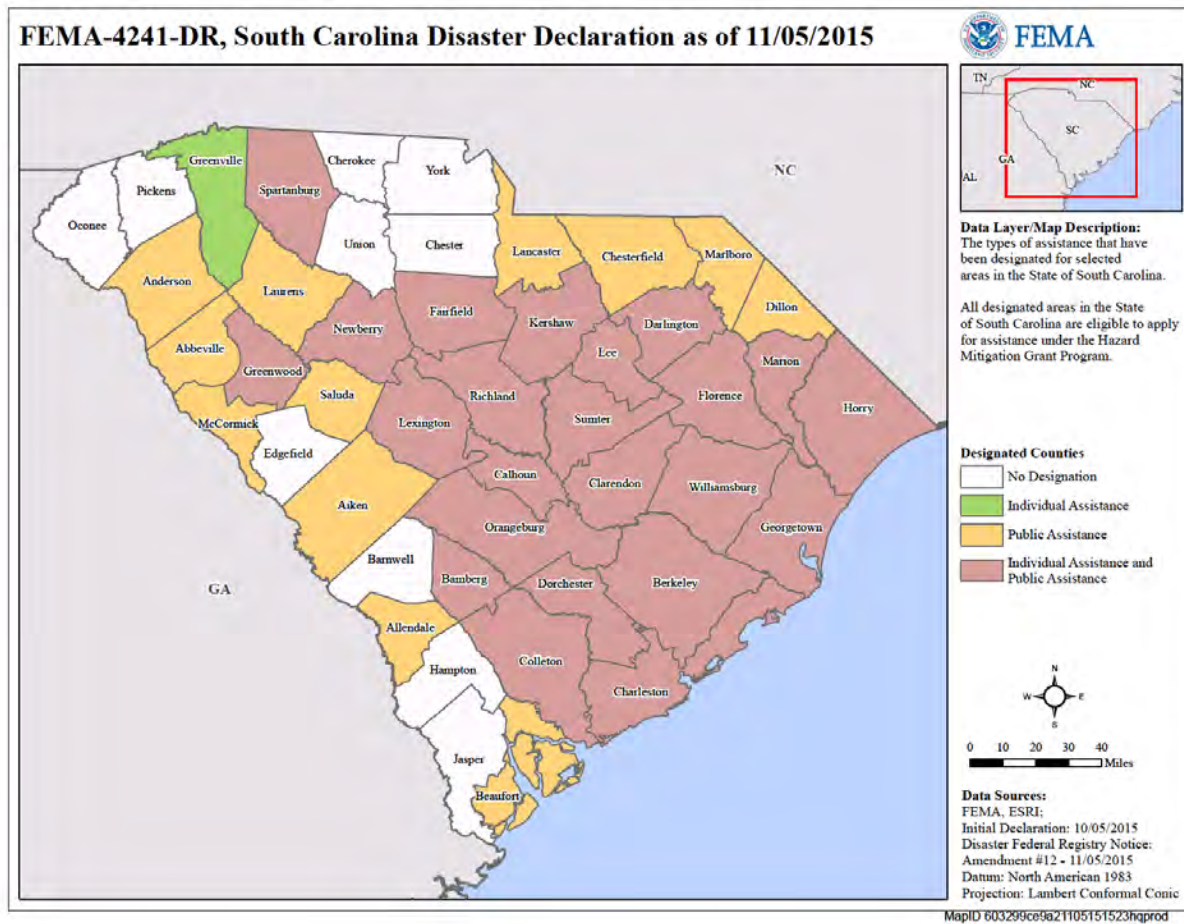 FEMA-4241-DR, South Carolina Disaster Declaration as of 11/05/2015
FEMA
TN
NC
SC
GA
AL
NC
Greenville
Cherokee
York
Spartanburg
Pickens
Oconee
Union
Chester
Lancaster
Chesterfield
Marlboro
Anderson
Laurens
Dillon
Fairfield
Kershaw
Newberry
Darlington
Lee
Abbeville
Marion
Greenwood
Saluda
Richland
Florence
Horry
McCormick
Lexington
Sumter
Edgefield
Calhoun
Clarendon
Williamsburg
Aiken
Orangeburg
Georgetown
Barnwell
Bamberg
Dorchester
Berkeley
GA
Allendale
Hampton
Colleton
Charleston
Jasper
Beaufort
Data Layer/Map Description:
The types of assistance that have
been designated for selected
areas in the State of South Carolina.
All designated areas in the State
of South Carolina are eligible to apply
for assistance under the Hazard
Mitigation Grant Program.
Designated Counties
No Designation
Individual Assistance
Public Assistance
Individual Assistance and
Public Assistance
N
W E
S
0 10 20 30 40
Miles
Data Sources:
FEMA, ESRI;
Initial Declaration: 10/05/2015
Disaster Federal Registry Notice:
Amendment #12 - 11/05/2015
Datum: North American 1983
Projection: Lambert Conformal Conic
MapID 603299ce9a21105151523hqprod